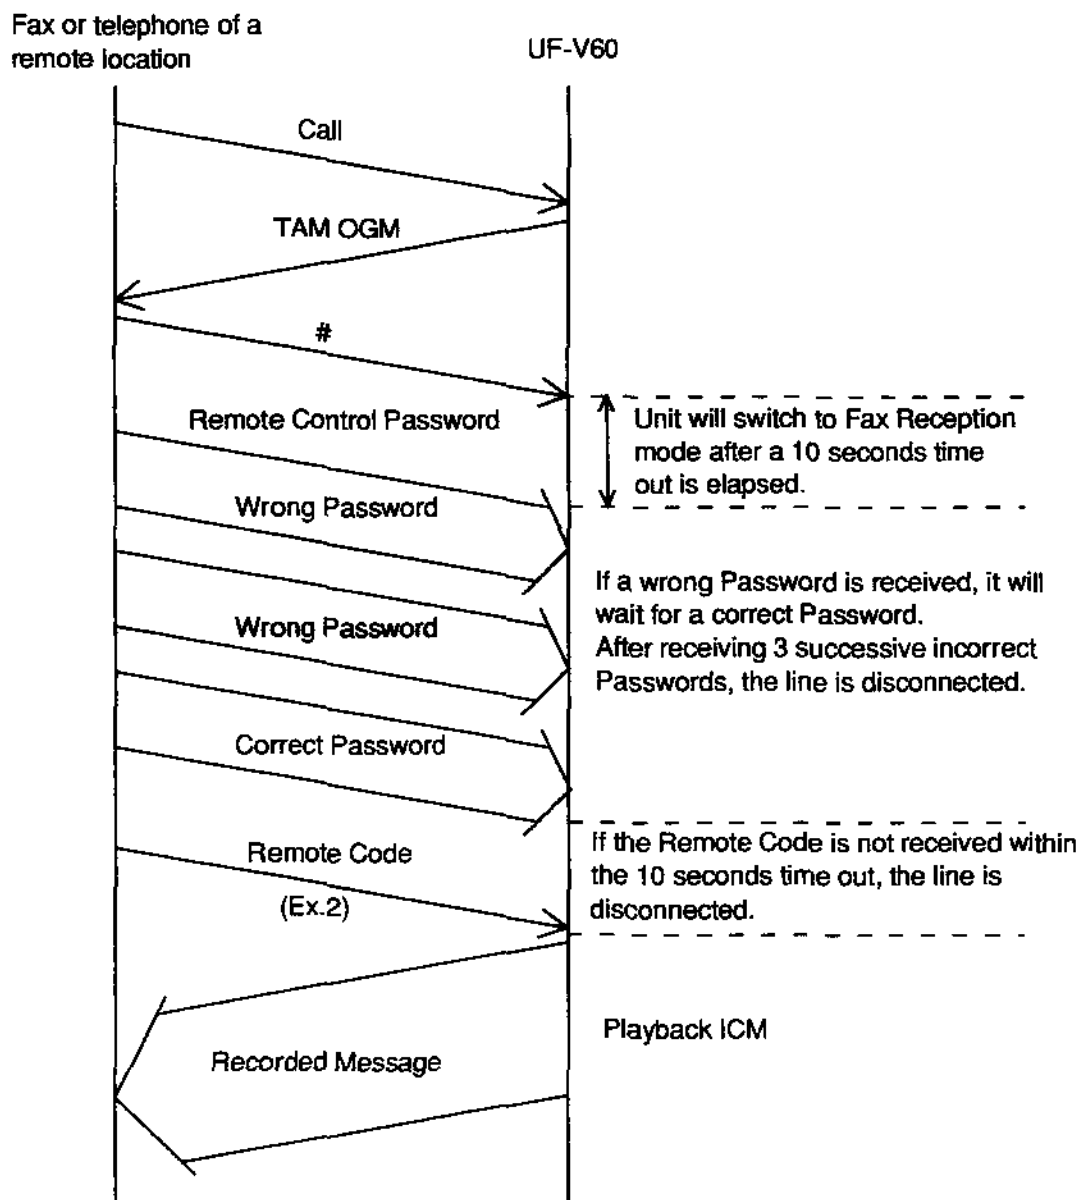 Fax or telephone of a
remote location
UF-V60
Call
TAM OGM
#
Remote Control Password
Unit will switch to Fax Reception
mode after a 10 seconds time
out is elapsed.
Wrong Password
If a wrong Password is received, it will
wait for a correct Password.
After receiving 3 successive incorrect
Passwords, the line is disconnected.
Wrong Password
Correct Password
If the Remote Code is not received within
the 10 seconds time out, the line is
disconnected.
Remote Code
(Ex.2)
Playback ICM
Recorded Message